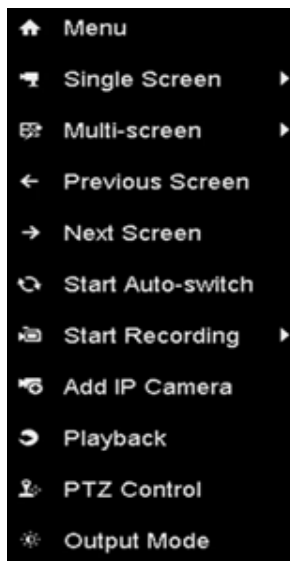 Menu
Single Screen
Multi-screen
Previous Screen
Next Screen
Start Auto-switch
Start Recording
Add IP Camera
Playback
PTZ Control
Output Mode